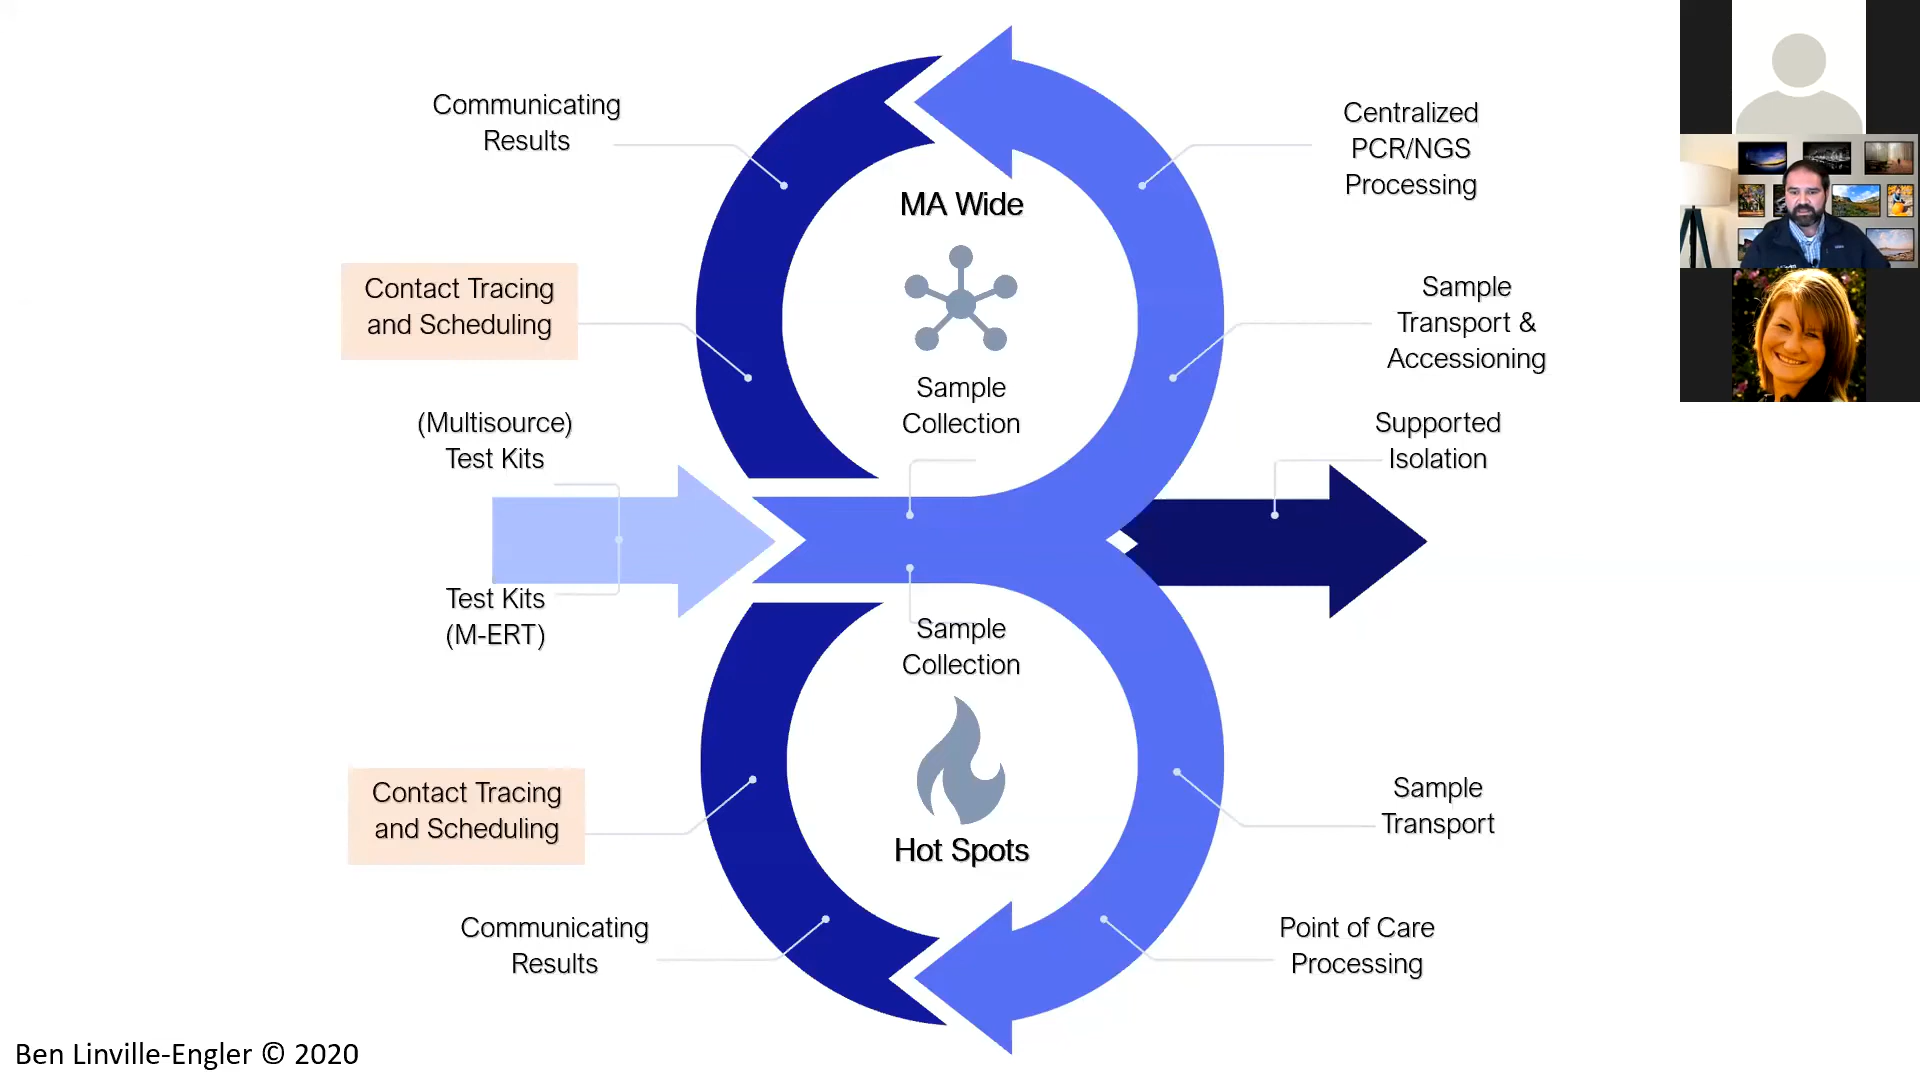 Communicating
Results
Centralized
PCR/NGS
Processing
MA Wide
Contact Tracing
and Scheduling
Sample
Transport &
Accessioning
Sample
Collection
(Multisource)
Test Kits
Supported
Isolation
Test Kits
(M-ERT)
Sample
Collection
Contact Tracing
and Scheduling
Sample
Transport
Hot Spots
Communicating
Results
Point of Care
Processing
Ben Linville-Engler © 2020